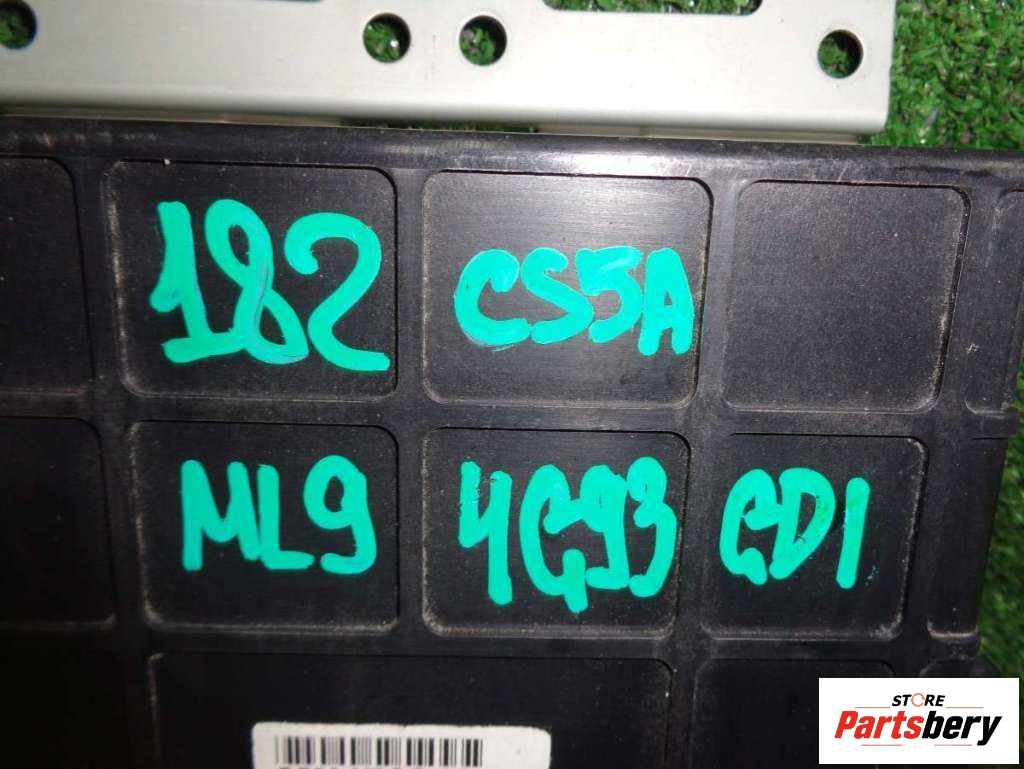 182 CS5A
ML9 4G93 GDI
STORE
Partsbery